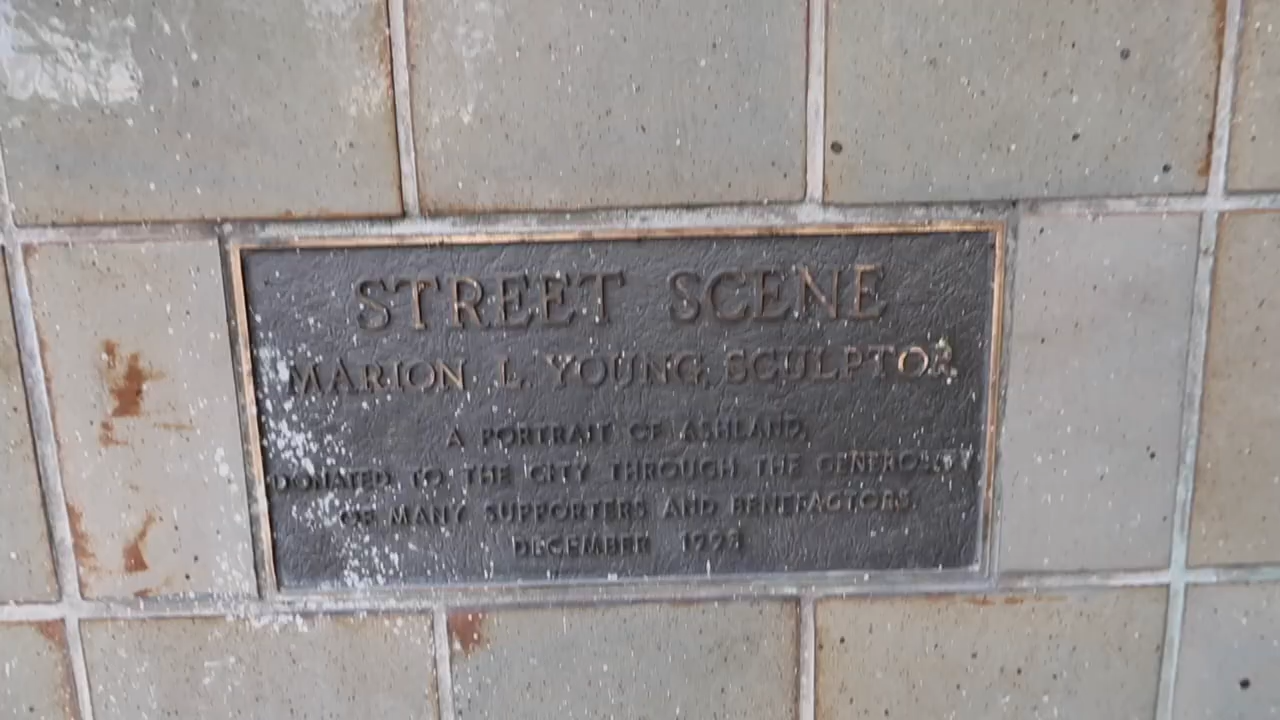 STREET SCENE
MARION L. YOUNG, SCULPTOR
A PORTRAIT OF ASHLAND,
DONATED TO THE CITY THROUGH THE GENEROSITY
OF MANY SUPPORTERS AND BENEFACTORS.
DECEMBER